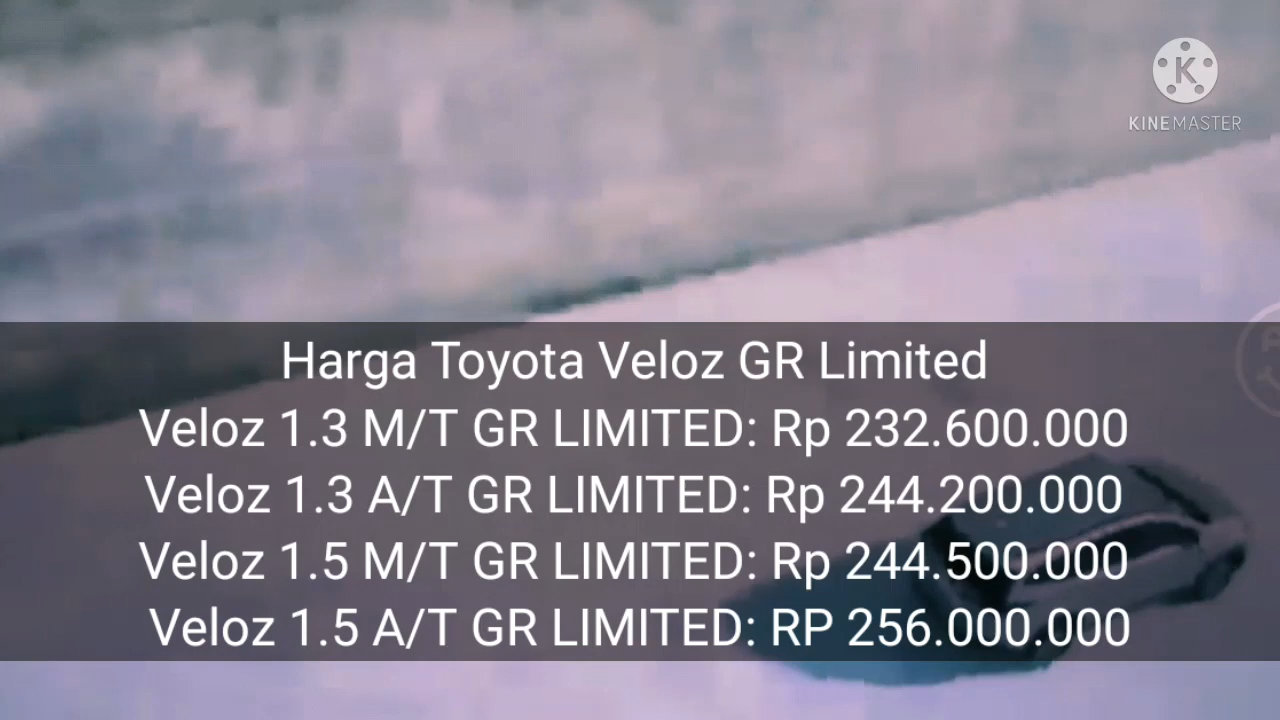 KINEMASTER
Harga Toyota Veloz GR Limited
Veloz 1.3 M/T GR LIMITED: Rp 232.600.000
Veloz 1.3 A/T GR LIMITED: Rp 244.200.000
Veloz 1.5 M/T GR LIMITED: Rp 244.500.000
Veloz 1.5 A/T GR LIMITED: RP 256.000.000